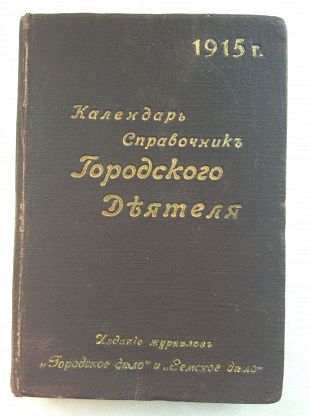 1915 г.
Календарь
Справочникъ
Городского
Дѣятеля
Изданіе журналовъ
„Городское дѣло" и „Земское дѣло"